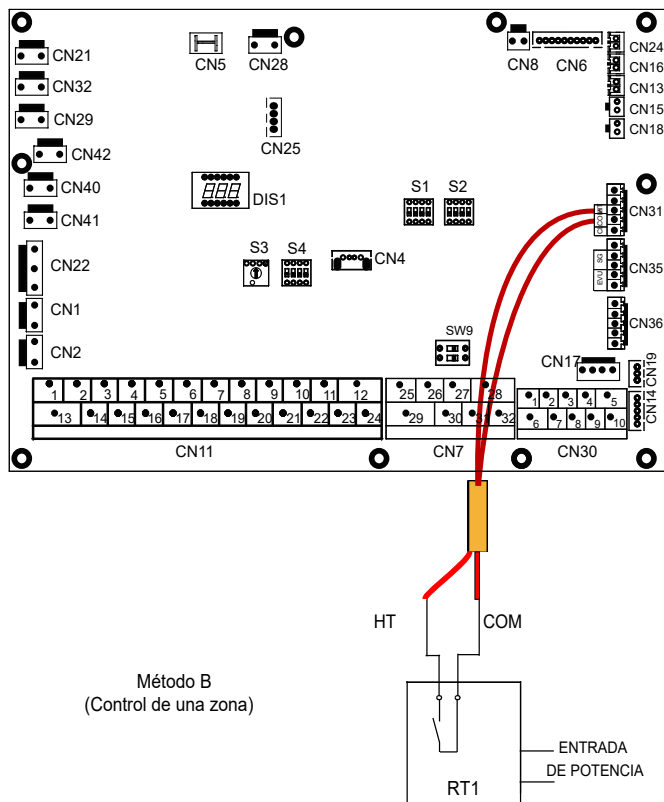 CN21
CN5
CN28
CN8
CN6
CN24
CN32
CN16
CN13
CN29
CN25
CN15
CN18
CN42
CN40
DIS1
S1
S2
CN41
CN31
CN22
S3
S4
CN4
SG
EVU
CN35
CN1
CN36
CN2
SW9
CN17
CN19
CN14
1 2 3 4 5 6 7 8 9 10 11 12
13 14 15 16 17 18 19 20 21 22 23 24
25 26 27 28
29 30 31 32
1 2 3 4 5
6 7 8 9 10
CN11
CN7
CN30
HT
COM
Método B
(Control de una zona)
ENTRADA
DE POTENCIA
RT1